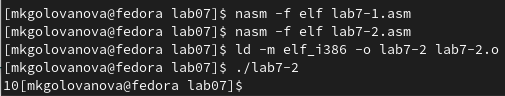 [mkgolovanova@fedora lab07]$ nasm -f elf lab7-1.asm
[mkgolovanova@fedora lab07]$ nasm -f elf lab7-2.asm
[mkgolovanova@fedora lab07]$ ld -m elf_i386 -o lab7-2 lab7-2.o
[mkgolovanova@fedora lab07]$ ./lab7-2
10[mkgolovanova@fedora lab07]$